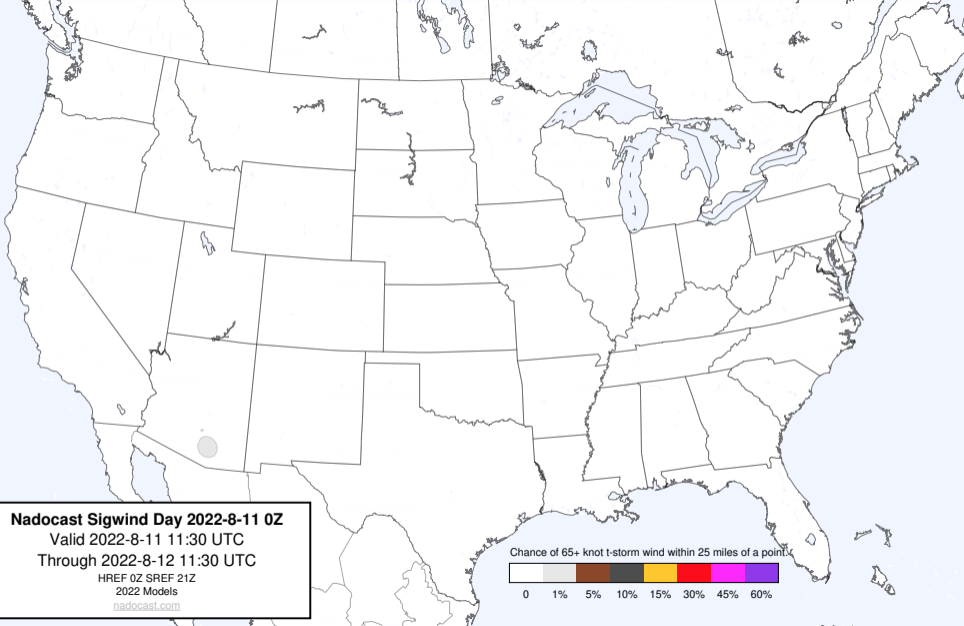 Nadocast Sigwind Day 2022-8-11 0Z
Valid 2022-8-11 11:30 UTC
Through 2022-8-12 11:30 UTC
HREF 0Z SREF 21Z
2022 Models
nadocast.com
Chance of 65+ knot t-storm wind within 25 miles of a point.
0 1% 5% 10% 15% 30% 45% 60%